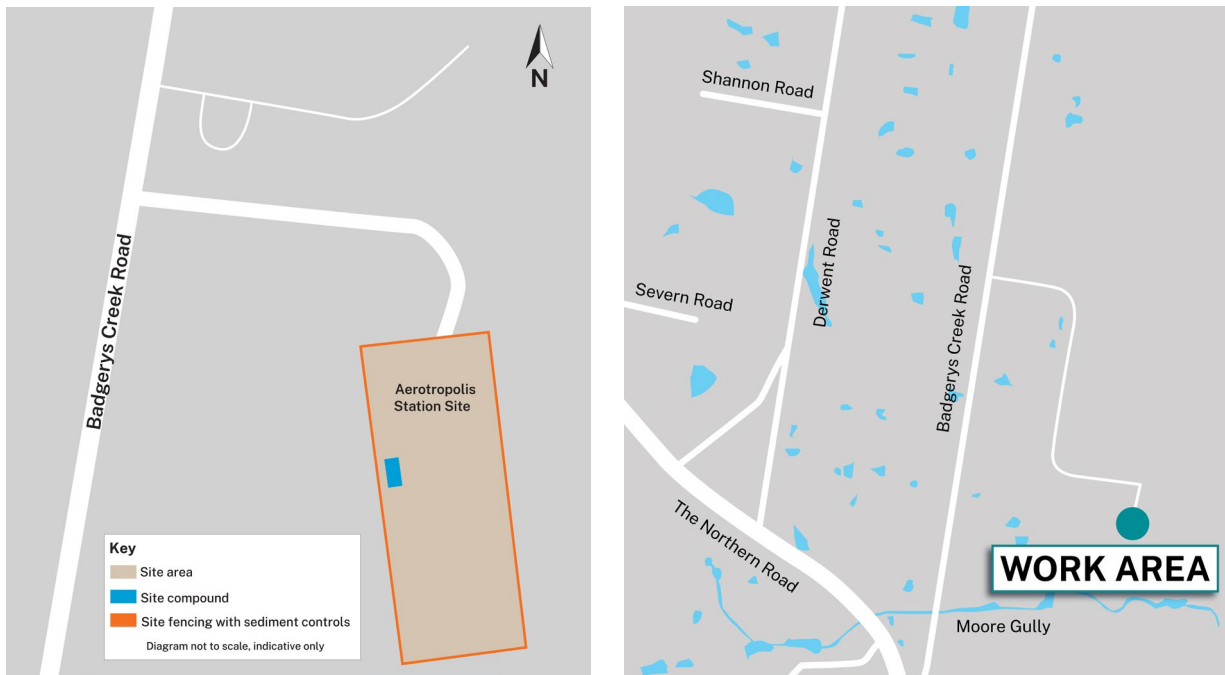 N
Badgerys Creek Road
Aerotropolis
Station Site
Key
Site area
Site compound
Site fencing with sediment controls
Diagram not to scale, indicative only
Shannon Road
Severn Road
Derwent Road
Badgerys Creek Road
The Northern Road
WORK AREA
Moore Gully